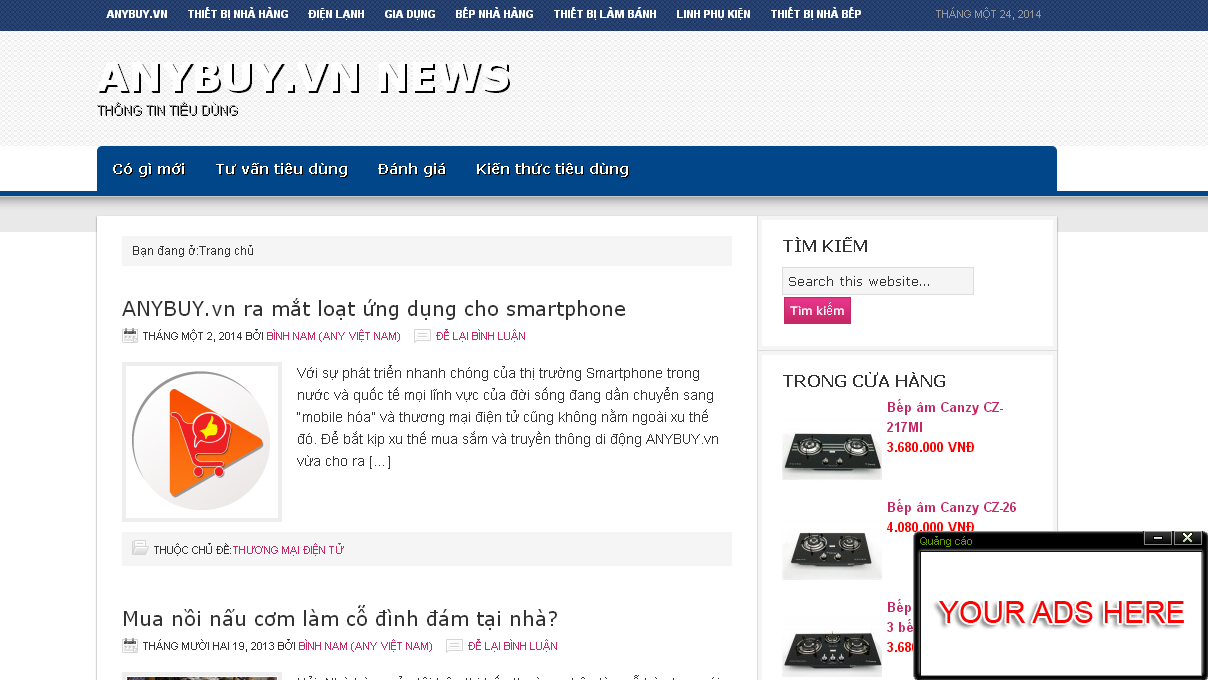 ANYBUY.VN THIẾT BỊ NHÀ HÀNG ĐIỆN LẠNH GIA DỤNG BẾP NHÀ HÀNG THIẾT BỊ LÀM BÁNH LINH PHỤ KIỆN THIẾT BỊ NHÀ BẾP THÁNG MỘT 24, 2014
ANYBUY.VN NEWS
THÔNG TIN TIÊU DÙNG
Có gì mới Tư vấn tiêu dùng Đánh giá Kiến thức tiêu dùng
Bạn đang ở:Trang chủ
ANYBUY.vn ra mắt loạt ứng dụng cho smartphone
THÁNG MỘT 2, 2014 BỞI BÌNH NAM (ANY VIỆT NAM) ĐỂ LẠI BÌNH LUẬN
Với sự phát triển nhanh chóng của thị trường Smartphone trong
nước và quốc tế mọi lĩnh vực của đời sống đang dần chuyển sang
"mobile hóa" và thương mại điện tử cũng không nằm ngoài xu thế
đó. Để bắt kịp xu thế mua sắm và truyền thông di động ANYBUY.vn
vừa cho ra [...]
THUỘC CHỦ ĐỀ:THƯƠNG MẠI ĐIỆN TỬ
Mua nồi nấu cơm làm cỗ đình đám tại nhà?
THÁNG MƯỜI HAI 19, 2013 BỞI BÌNH NAM (ANY VIỆT NAM) ĐỂ LẠI BÌNH LUẬN
TÌM KIẾM
Search this website...
Tìm kiếm
TRONG CỬA HÀNG
Bếp âm Canzy CZ-
217MI
3.680.000 VNĐ
Bếp âm Canzy CZ-26
4.080.000 VNĐ
Bếp
3 bế
3.680
Quảng cáo
YOUR ADS HERE